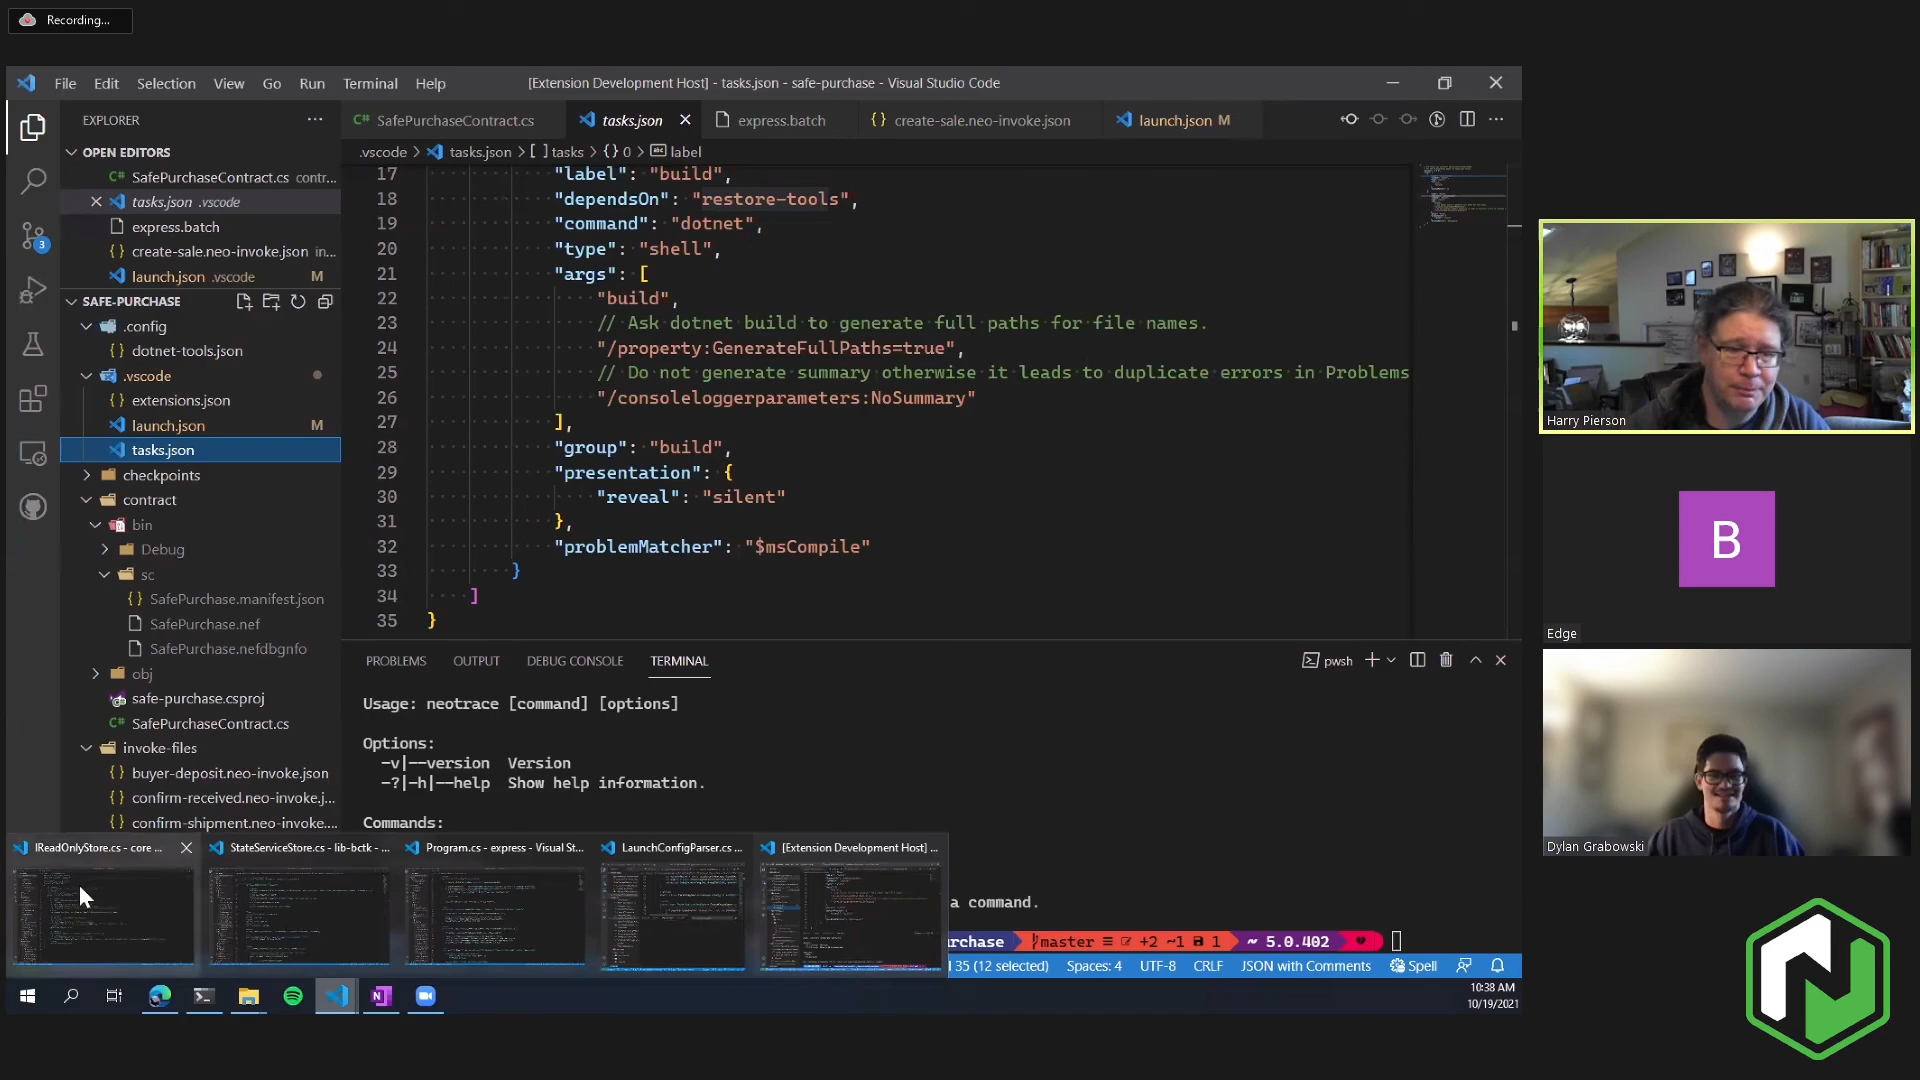 Recording...
File Edit Selection View Go Run Terminal Help
[Extension Development Host] - tasks.json - safe-purchase - Visual Studio Code
EXPLORER
SafePurchaseContract.cs tasks.json express.batch create-sale.neo-invoke.json launch.json M
OPEN EDITORS
SafePurchaseContract.cs contr...
tasks.json .vscode
express.batch
create-sale.neo-invoke.json in...
launch.json .vscode M
3
SAFE-PURCHASE
.config
dotnet-tools.json
.vscode
extensions.json
launch.json M
tasks.json
checkpoints
contract
bin
Debug
sc
SafePurchase.manifest.json
SafePurchase.nef
SafePurchase.nefdbgnfo
obj
safe-purchase.csproj
SafePurchaseContract.cs
invoke-files
buyer-deposit.neo-invoke.json
confirm-received.neo-invoke.j...
confirm-shipment.neo-invoke....
.vscode > tasks.json > [ ] tasks > {} 0 > label
17 "label": "build",
18 "dependsOn": "restore-tools",
19 "command": "dotnet",
20 "type": "shell",
21 "args": [
22 "build",
23 // Ask dotnet build to generate full paths for file names.
24 "/property:GenerateFullPaths=true",
25 // Do not generate summary otherwise it leads to duplicate errors in Problems
26 "/consoleloggerparameters:NoSummary"
27 ],
28 "group": "build",
29 "presentation": {
30 "reveal": "silent"
31 },
32 "problemMatcher": "$msCompile"
33 }
34 ]
35 }
PROBLEMS OUTPUT DEBUG CONSOLE TERMINAL
pwsh
Usage: neotrace [command] [options]
Options:
-v|--version Version
-?|-h|--help Show help information.
Commands:
a command.
rchase master ≡ +2 ~1 1 ~ 5.0.402
IReadOnlyStore.cs - core ...
StateServiceStore.cs - lib-bctk - ...
Program.cs - express - Visual St...
LaunchConfigParser.cs ...
[Extension Development Host] ...
35 (12 selected) Spaces: 4 UTF-8 CRLF JSON with Comments Spell
10:38 AM
10/19/2021
Harry Pierson
B
Edge
Dylan Grabowski